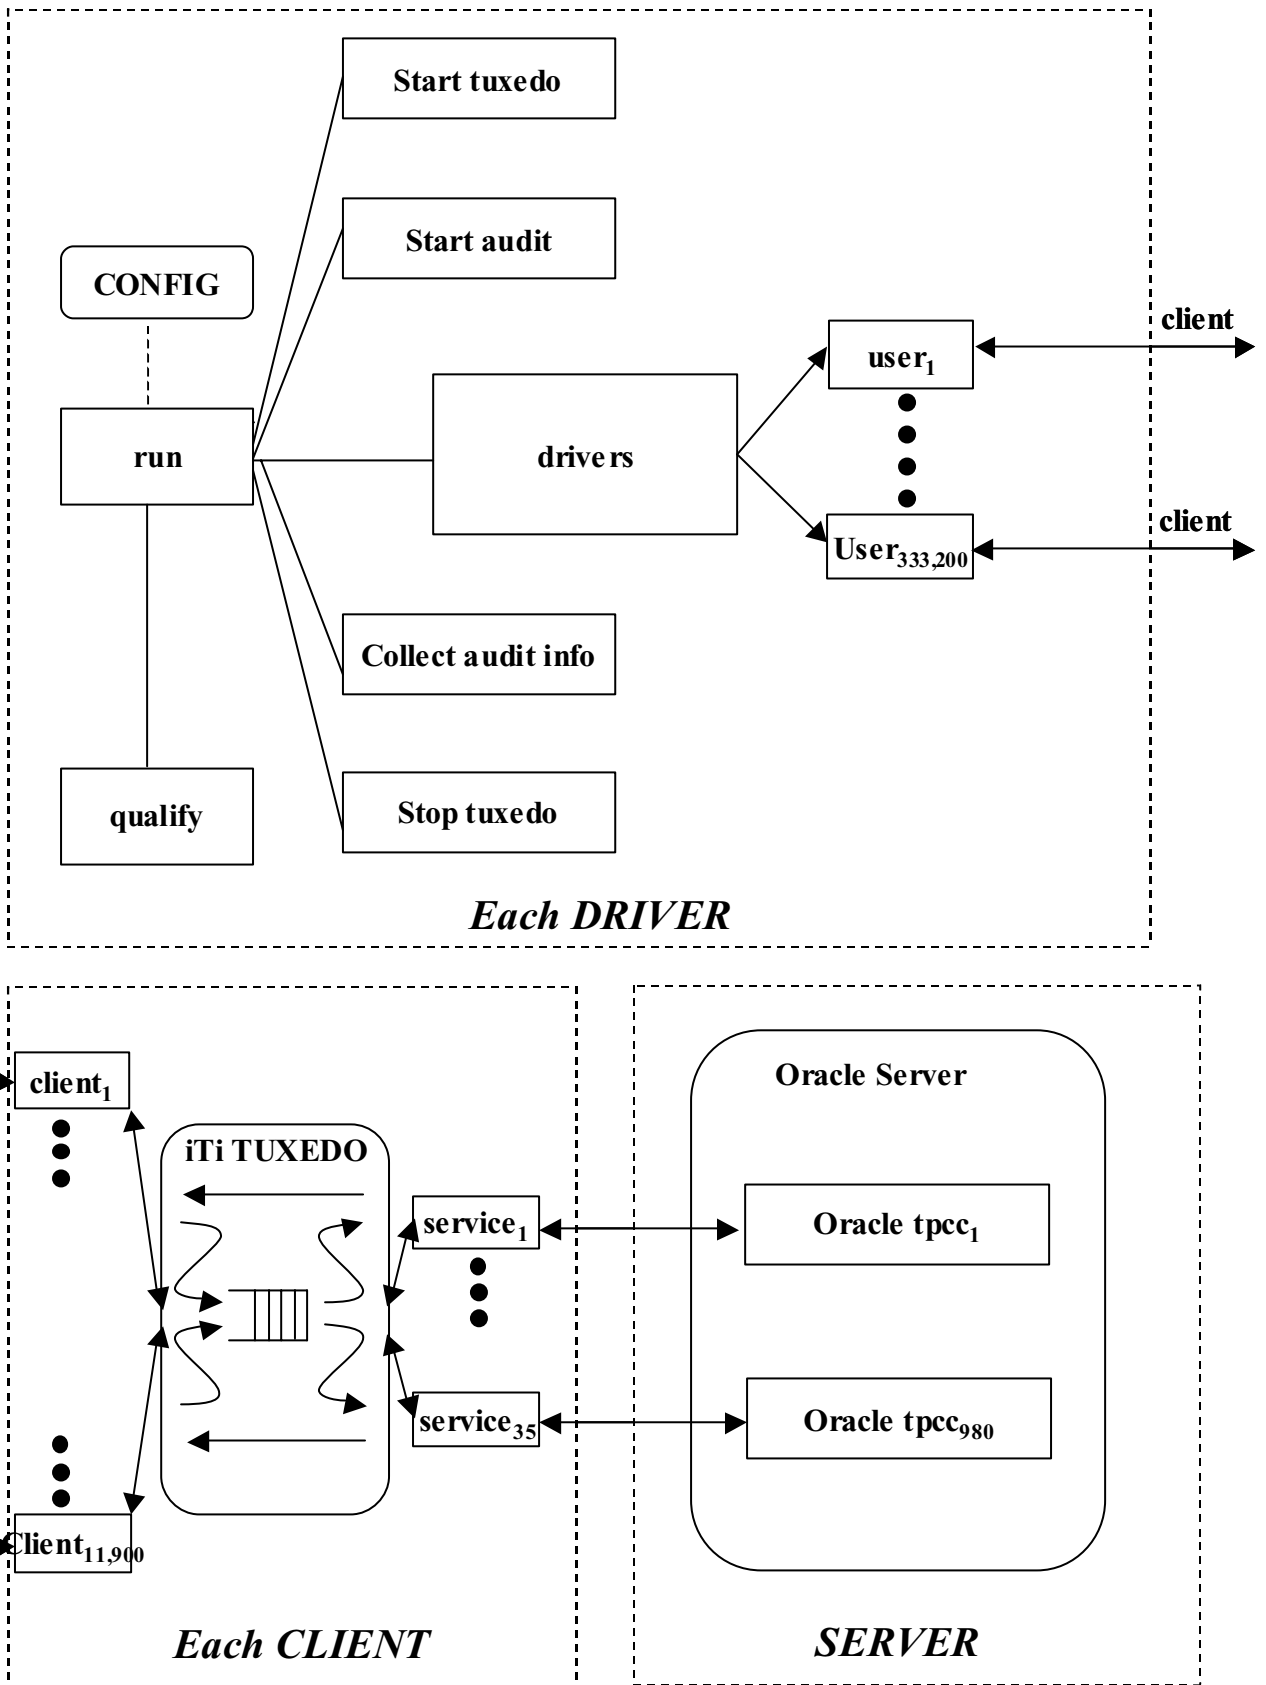 Start tuxedo
Start audit
CONFIG
client
user1
run
drivers
client
User333,200
Collect audit info
Stop tuxedo
qualify
Each DRIVER
client1
Oracle Server
iTi TUXEDO
service1
Oracle tpcc1
service35
Oracle tpcc980
Client11,900
Each CLIENT
SERVER